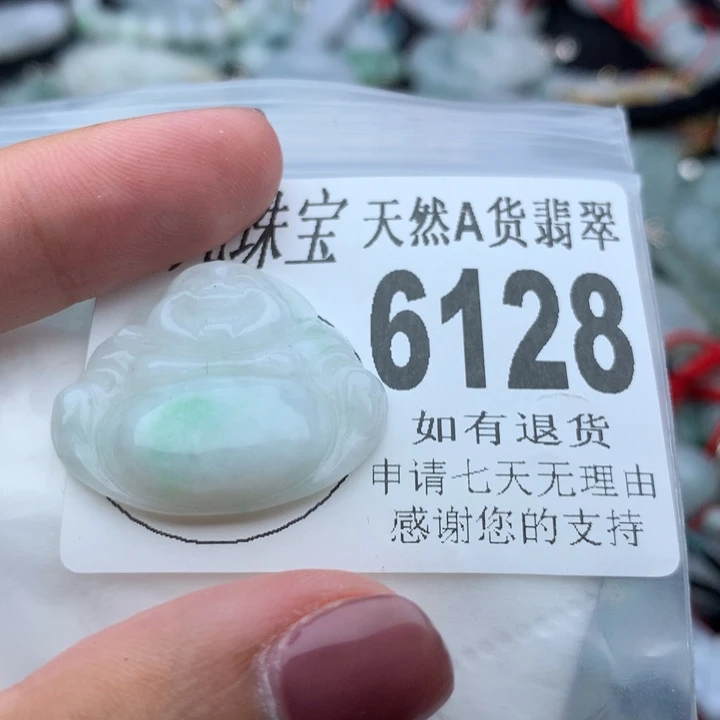 珠宝 天然A货翡翠
6128
如有退货
申请七天无理由
感谢您的支持